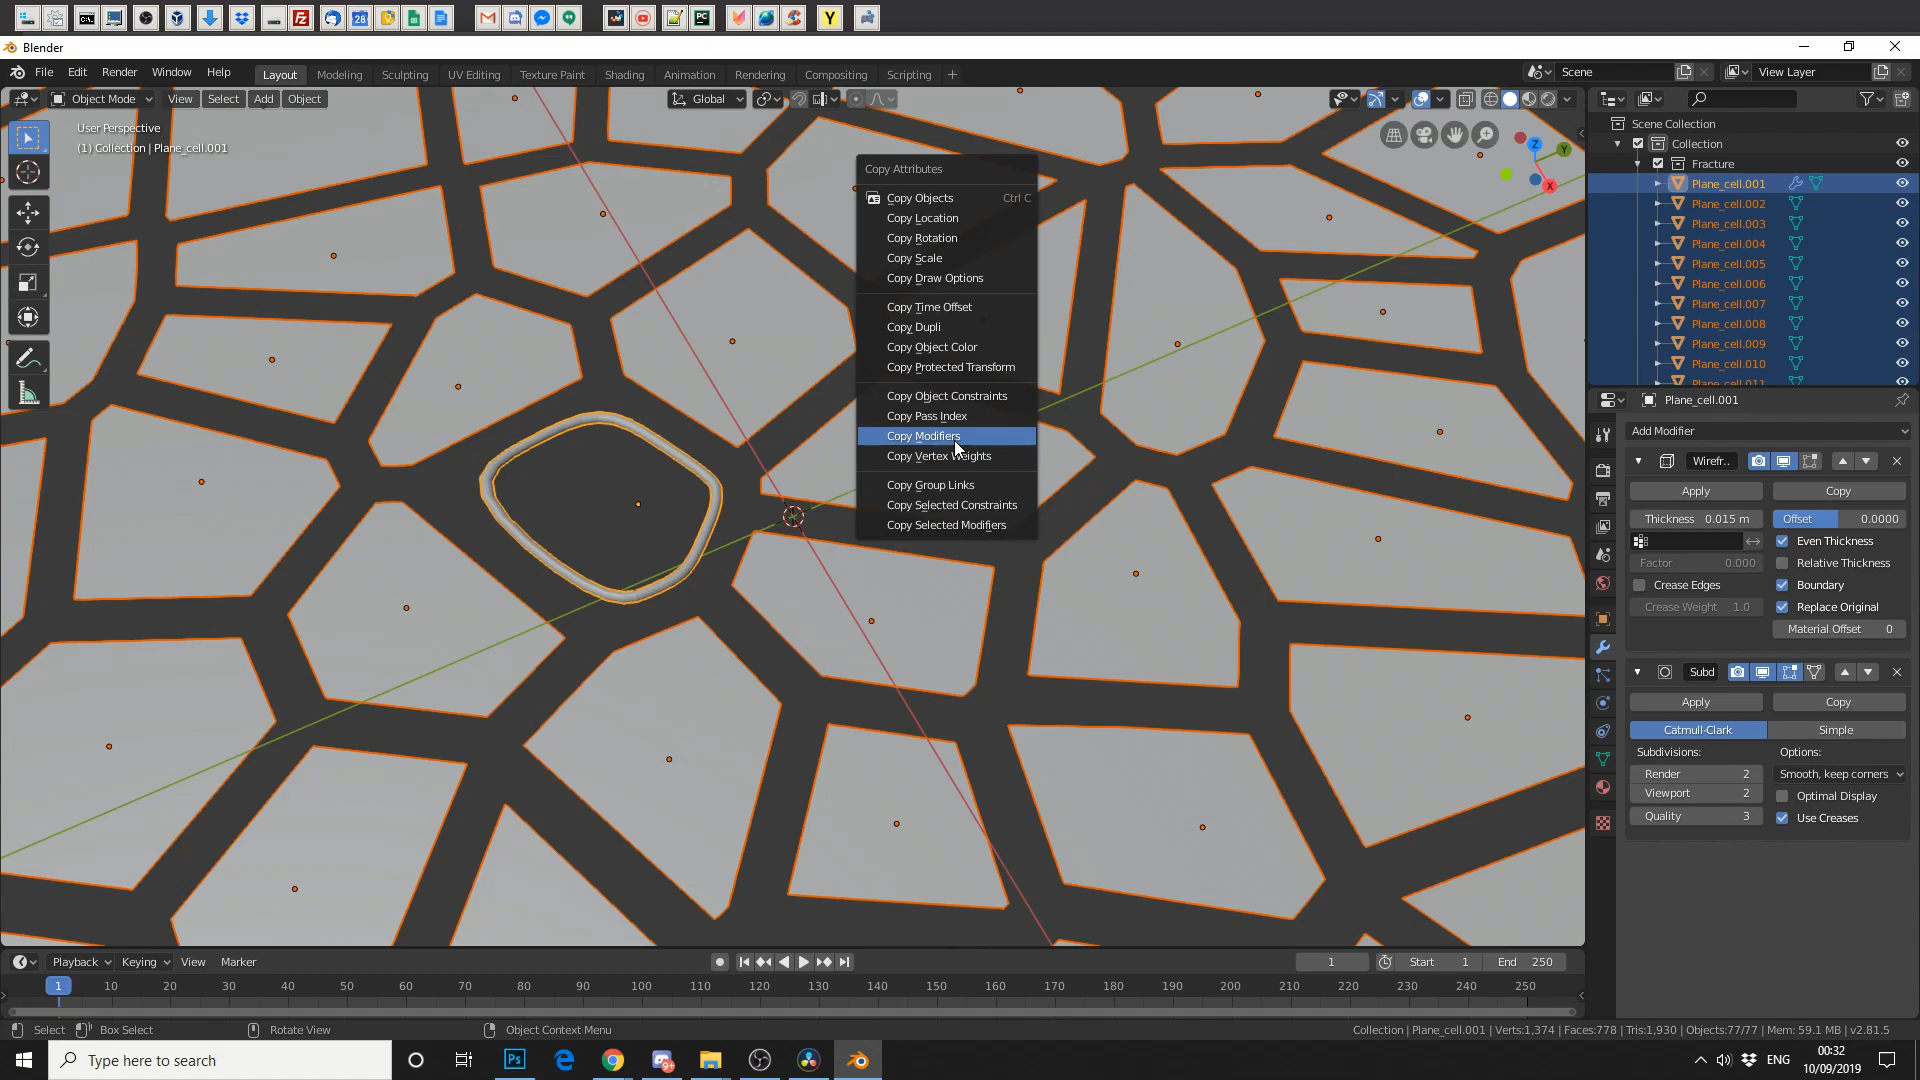 28
Y
Blender
File Edit Render Window Help
Layout Modeling Sculpting UV Editing Texture Paint Shading Animation Rendering Compositing Scripting +
Scene
View Layer
Object Mode View Select Add Object
Global
User Perspective
(1) Collection | Plane_cell.001
Z
Y
X
Copy Attributes
Copy Objects Ctrl C
Copy Location
Copy Rotation
Copy Scale
Copy Draw Options
Copy Time Offset
Copy Dupli
Copy Object Color
Copy Protected Transform
Copy Object Constraints
Copy Pass Index
Copy Modifiers
Copy Vertex Weights
Copy Group Links
Copy Selected Constraints
Copy Selected Modifiers
Scene Collection
Collection
Fracture
Plane_cell.001
Plane_cell.002
Plane_cell.003
Plane_cell.004
Plane_cell.005
Plane_cell.006
Plane_cell.007
Plane_cell.008
Plane_cell.009
Plane_cell.010
Plane_cell.011
Plane_cell.001
Add Modifier
Wirefr..
Apply Copy
Thickness 0.015 m Offset 0.0000
Even Thickness
Factor 0.000 Relative Thickness
Crease Edges Boundary
Crease Weight 1.0 Replace Original
Material Offset 0
Subd
Apply Copy
Catmull-Clark Simple
Subdivisions: Options:
Render 2 Smooth, keep corners
Viewport 2 Optimal Display
Quality 3 Use Creases
Playback Keying View Marker
1 Start 1 End 250
1 10 20 30 40 50 60 70 80 90 100 110 120 130 140 150 160 170 180 190 200 210 220 230 240 250
Select Box Select Rotate View Object Context Menu
Collection | Plane_cell.001 | Verts:1,374 | Faces:778 | Tris:1,930 | Objects:77/77 | Mem: 59.1 MB | v2.81.5
Type here to search
Ps
ENG
00:32
10/09/2019